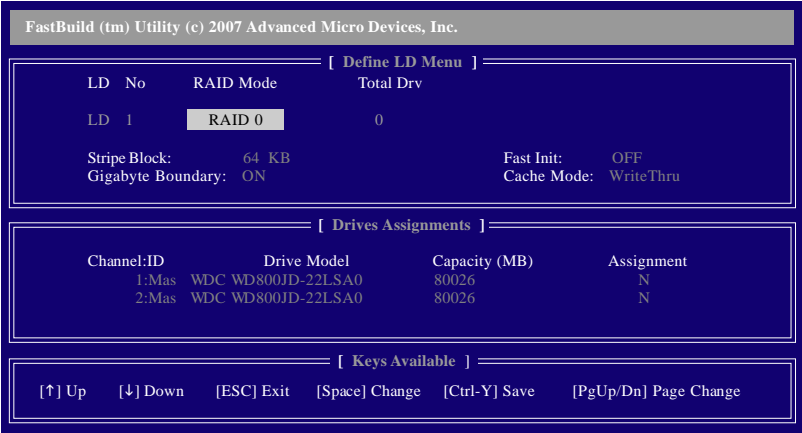 FastBuild (tm) Utility (c) 2007 Advanced Micro Devices, Inc.
[ Define LD Menu ]
LD No RAID Mode Total Drv
LD 1 RAID 0 0
Stripe Block: 64 KB Fast Init: OFF
Gigabyte Boundary: ON Cache Mode: WriteThru
[ Drives Assignments ]
Channel:ID Drive Model Capacity (MB) Assignment
1:Mas WDC WD800JD-22LSA0 80026 N
2:Mas WDC WD800JD-22LSA0 80026 N
[ Keys Available ]
[↑] Up [↓] Down [ESC] Exit [Space] Change [Ctrl-Y] Save [PgUp/Dn] Page Change